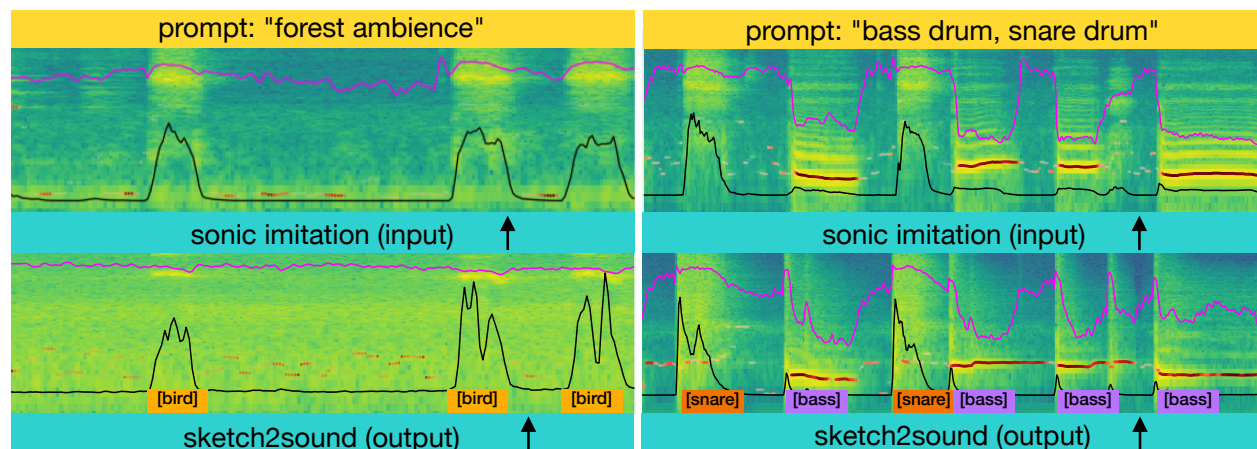 prompt: "forest ambience"
sonic imitation (input)
[bird]
[bird]
[bird]
sketch2sound (output)
prompt: "bass drum, snare drum"
sonic imitation (input)
[snare]
[bass]
[snare]
[bass]
[bass]
[bass]
sketch2sound (output)